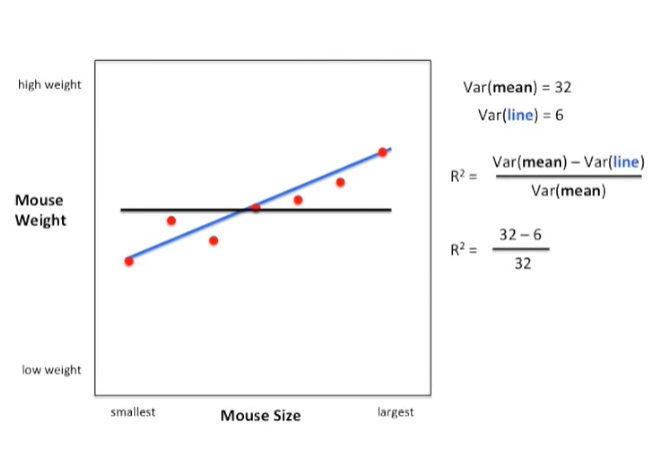 high weight
Mouse
Weight
low weight
smallest
Mouse Size
largest
Var(mean) = 32
Var(line) = 6
R² =
Var(mean) – Var(line)
Var(mean)
R² =
32 – 6
32